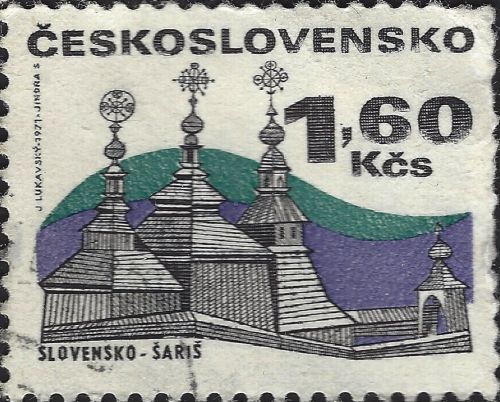 ČESKOSLOVENSKO
1,60
Kčs
J. LUKAVSKÝ-1971-JINDRA S
SLOVENSKO-ŠARIŠ